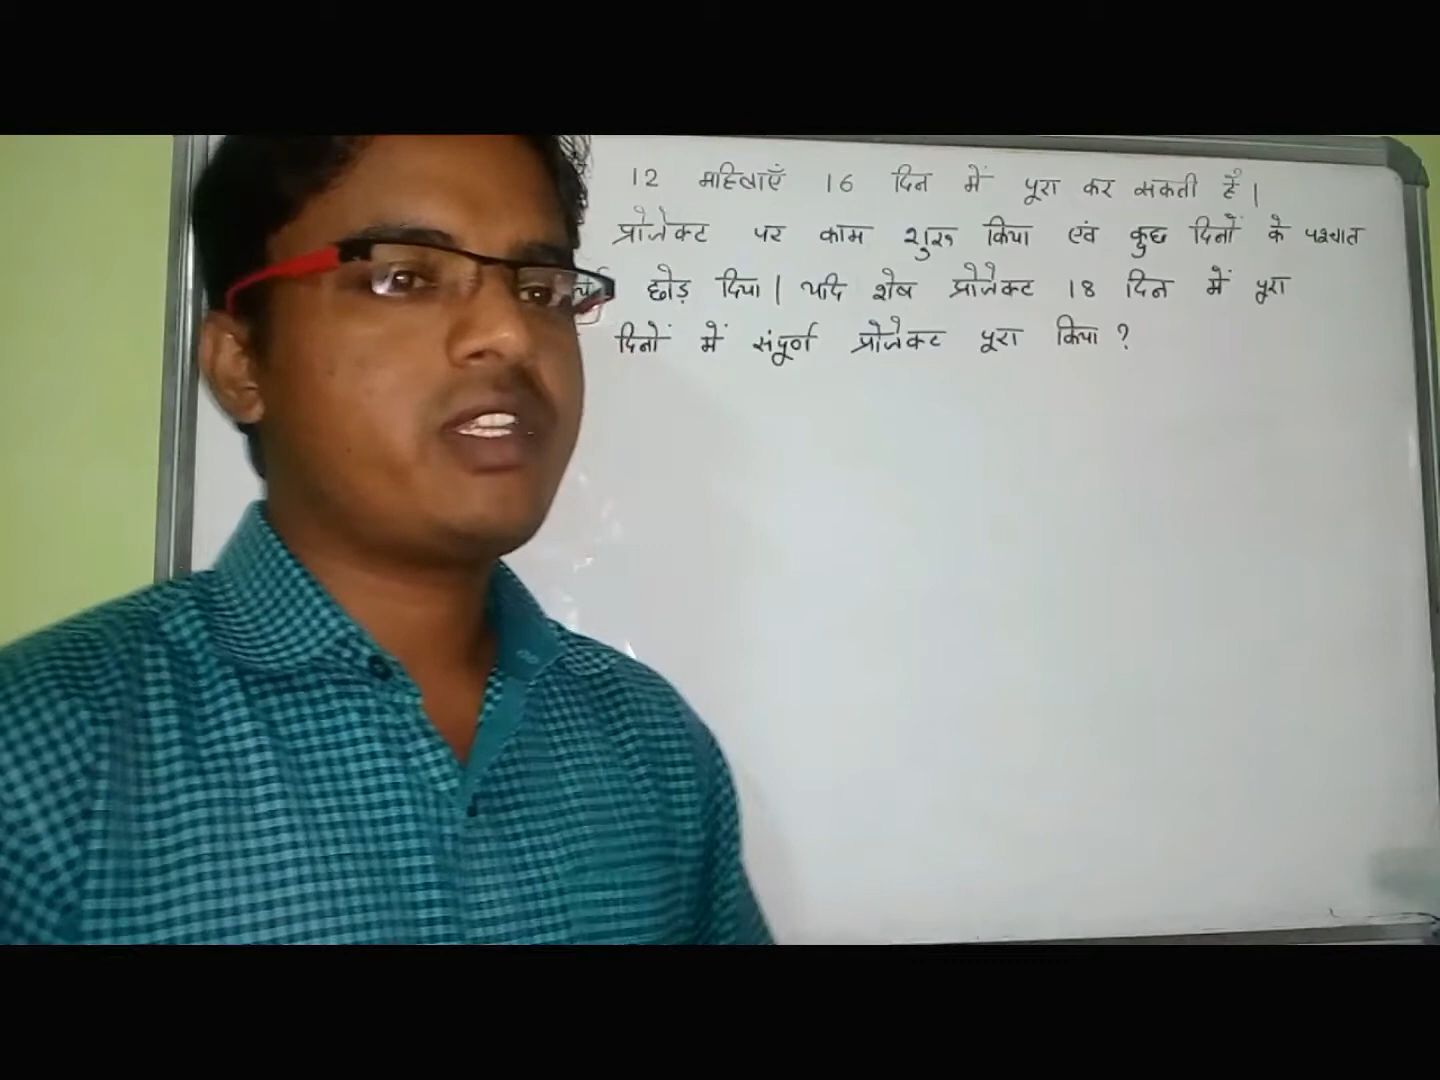 12 महिलाएँ 16 दिन में पूरा कर सकती हैं।
प्रोजेक्ट पर काम शुरू किया एवं कुछ दिनों के पश्चात
छोड़ दिया। यदि शेष प्रोजेक्ट 18 दिन में पूरा
दिनों में संपूर्ण प्रोजेक्ट पूरा किया ?